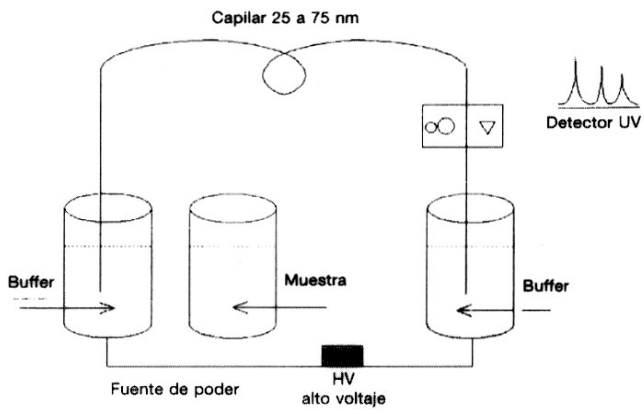 Capilar 25 a 75 nm
Detector UV
Buffer
Muestra
Buffer
HV
Fuente de poder
alto voltaje